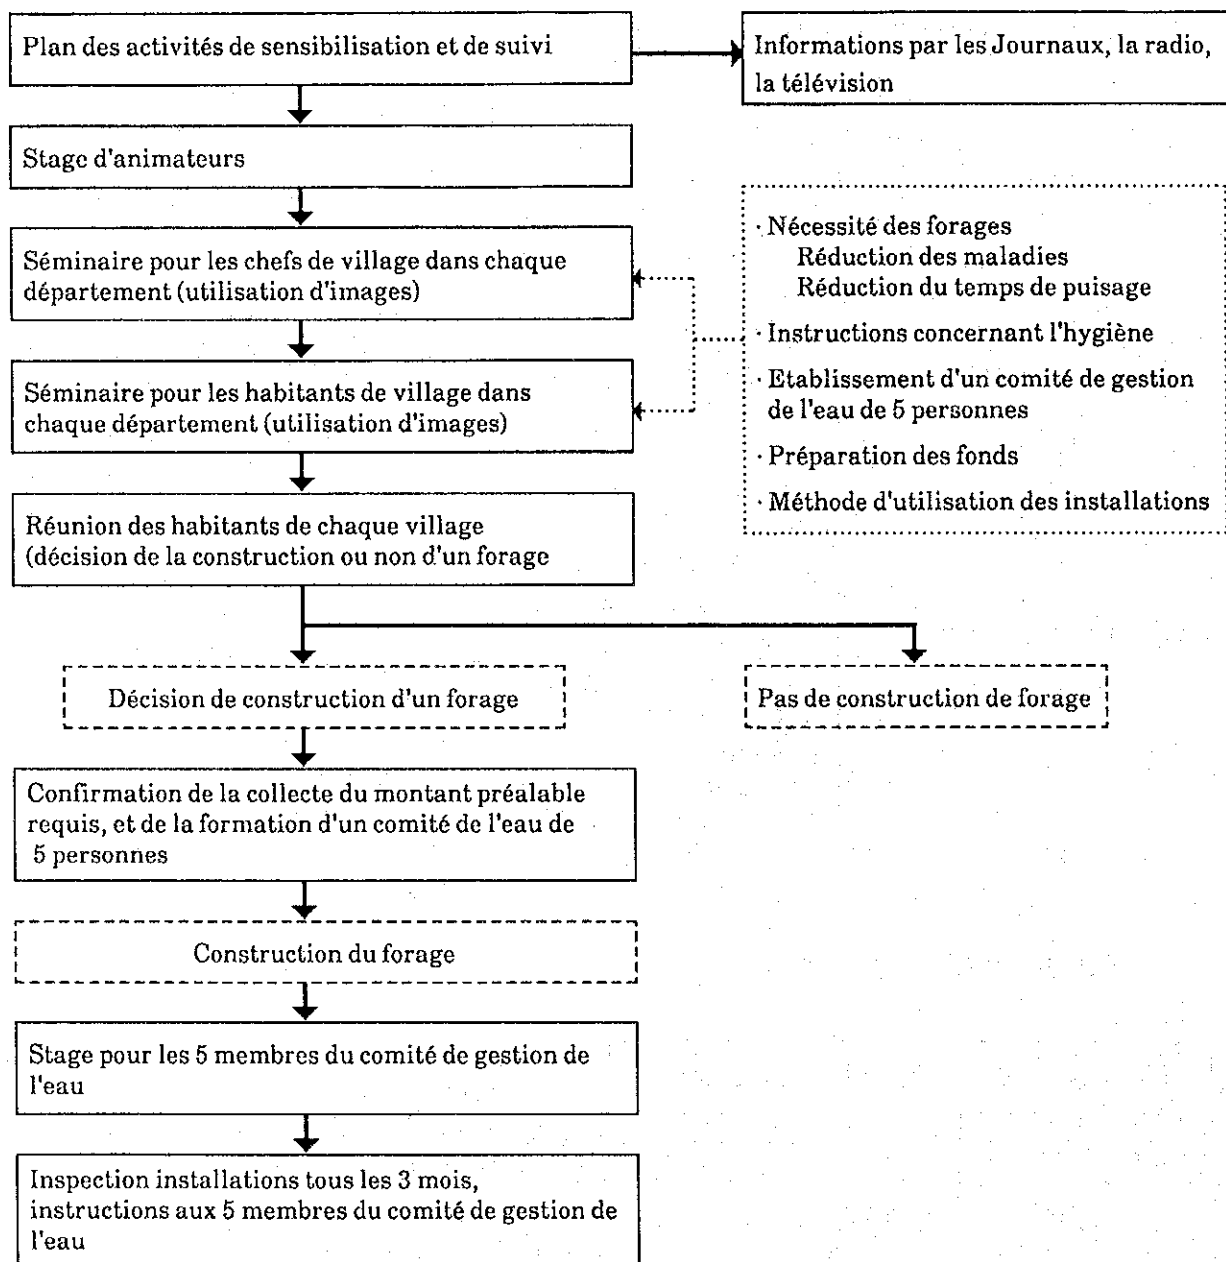 Plan des activités de sensibilisation et de suivi
Informations par les Journaux, la radio,
la télévision
Stage d'animateurs
Séminaire pour les chefs de village dans chaque
département (utilisation d'images)
· Nécessité des forages
Réduction des maladies
Réduction du temps de puisage
· Instructions concernant l'hygiène
· Etablissement d'un comité de gestion
de l'eau de 5 personnes
· Préparation des fonds
· Méthode d'utilisation des installations
Séminaire pour les habitants de village dans
chaque département (utilisation d'images)
Réunion des habitants de chaque village
(décision de la construction ou non d'un forage
Décision de construction d'un forage
Pas de construction de forage
Confirmation de la collecte du montant préalable
requis, et de la formation d'un comité de l'eau de
5 personnes
Construction du forage
Stage pour les 5 membres du comité de gestion de
l'eau
Inspection installations tous les 3 mois,
instructions aux 5 membres du comité de gestion de
l'eau